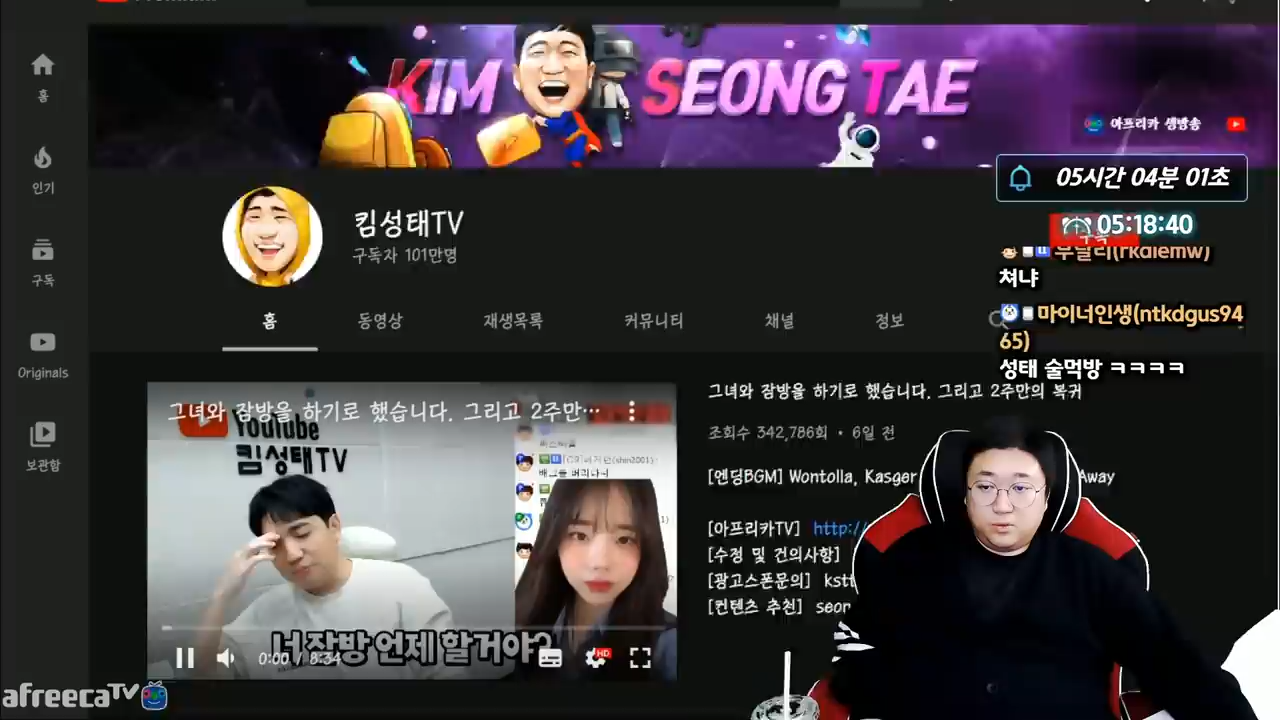 Premium
홈
인기
구독
Originals
보관함
KIM SEONG TAE
아프리카 생방송
05시간 04분 01초
05:18:40
구독
킴성태TV
구독자 101만명
홈
동영상
재생목록
커뮤니티
채널
정보
(rkdlemw)
쳐냐
마이너인생(ntkdgus94
65)
성태 술먹방 ㅋㅋㅋㅋ
그녀와 잠방을 하기로 했습니다. 그리고 2주만…
YouTube
킴성태TV
너 잠방 언제 할거야?
0:00 / 8:34
HD
그녀와 잠방을 하기로 했습니다. 그리고 2주만의 복귀
조회수 342,786회 • 6일 전
[엔딩BGM] Wontolla, Kasger
Away
[아프리카TV] http:/
[수정 및 건의사항]
[광고스폰문의] kstt
[컨텐츠 추천] seon
afreecaTV